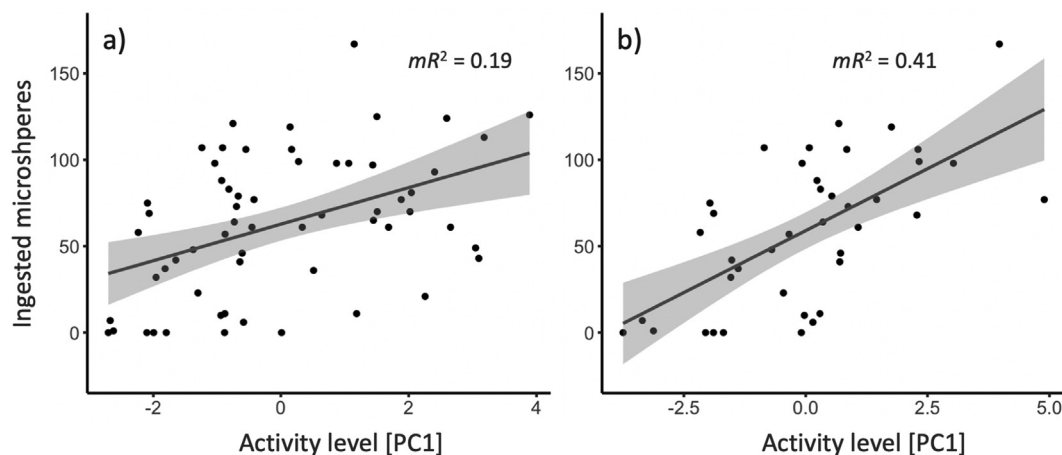 a)
mR² = 0.19
b)
mR² = 0.41
Ingested microshperes
150
100
50
0
-2
0
2
4
Activity level [PC1]
150
100
50
0
-2.5
0.0
2.5
5.0
Activity level [PC1]